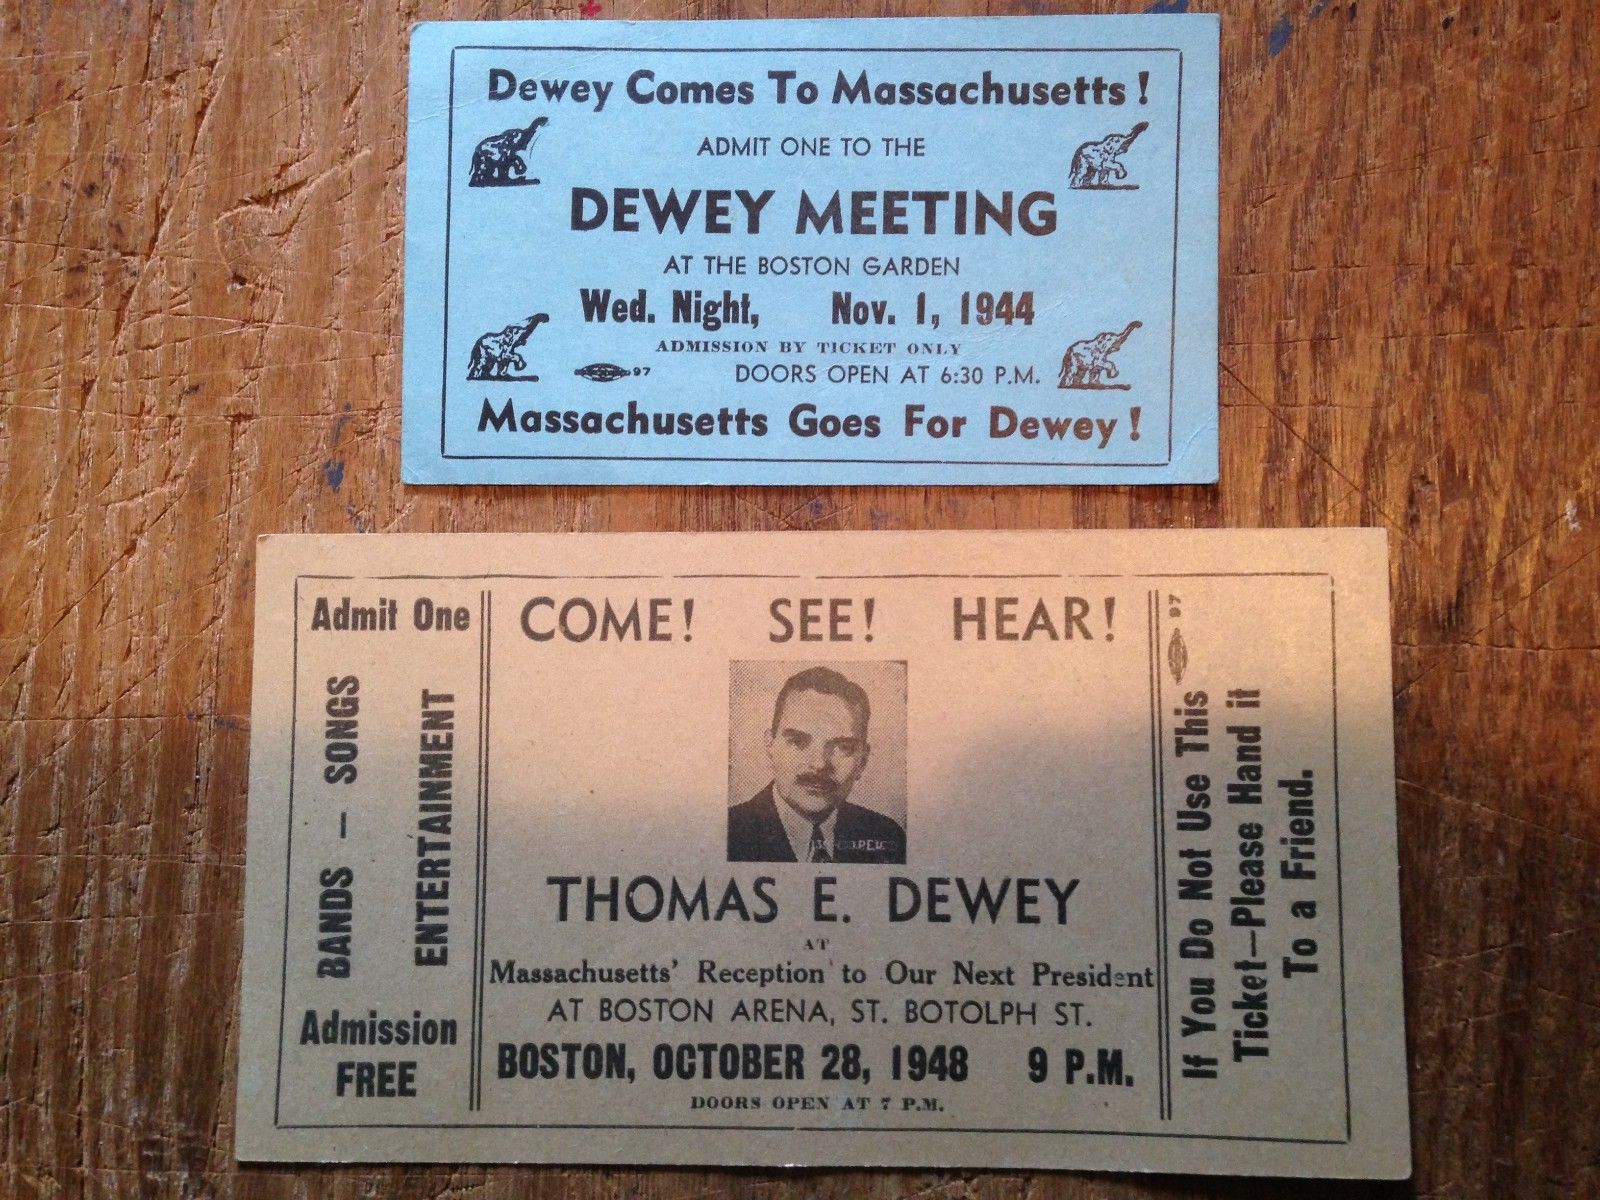 Dewey Comes To Massachusetts !
ADMIT ONE TO THE
DEWEY MEETING
AT THE BOSTON GARDEN
Wed. Night, Nov. 1, 1944
ADMISSION BY TICKET ONLY
97 DOORS OPEN AT 6:30 P.M.
Massachusetts Goes For Dewey !
Admit One
BANDS — SONGS
ENTERTAINMENT
Admission
FREE
COME! SEE! HEAR!
THOMAS E. DEWEY
AT
Massachusetts' Reception to Our Next President
AT BOSTON ARENA, ST. BOTOLPH ST.
BOSTON, OCTOBER 28, 1948 9 P.M.
DOORS OPEN AT 7 P.M.
97
If You Do Not Use This
Ticket—Please Hand it
To a Friend.